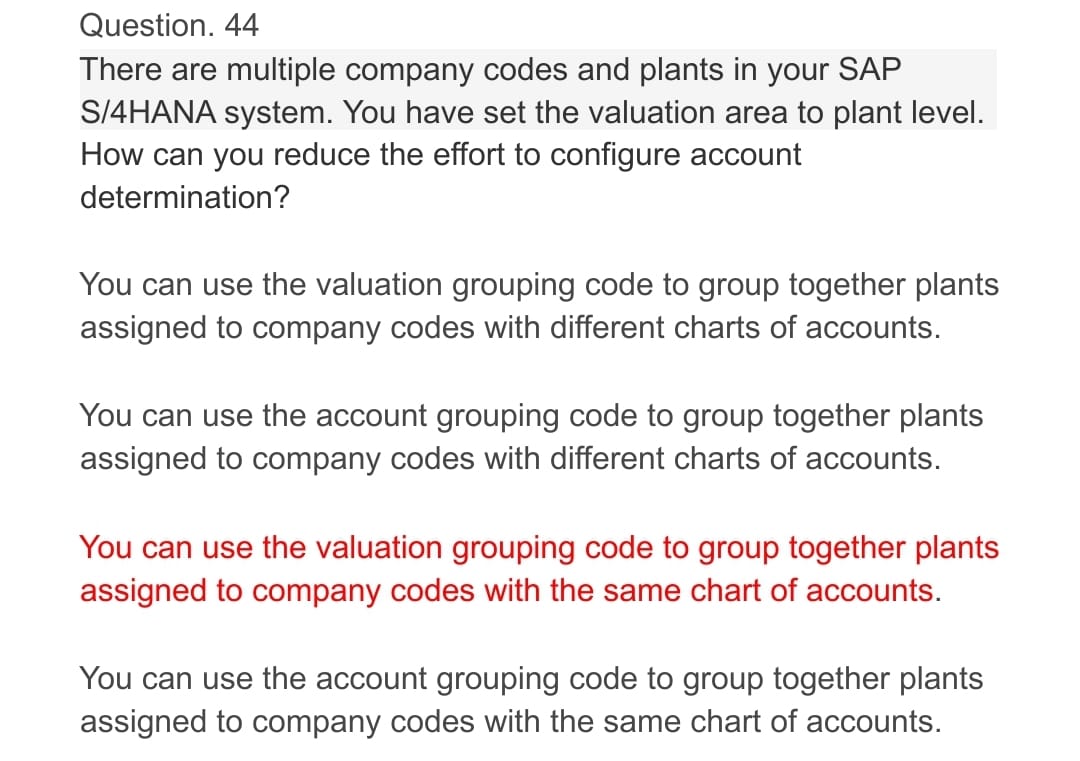 Question. 44
There are multiple company codes and plants in your SAP
S/4HANA system. You have set the valuation area to plant level.
How can you reduce the effort to configure account
determination?
You can use the valuation grouping code to group together plants
assigned to company codes with different charts of accounts.
You can use the account grouping code to group together plants
assigned to company codes with different charts of accounts.
You can use the valuation grouping code to group together plants
assigned to company codes with the same chart of accounts.
You can use the account grouping code to group together plants
assigned to company codes with the same chart of accounts.